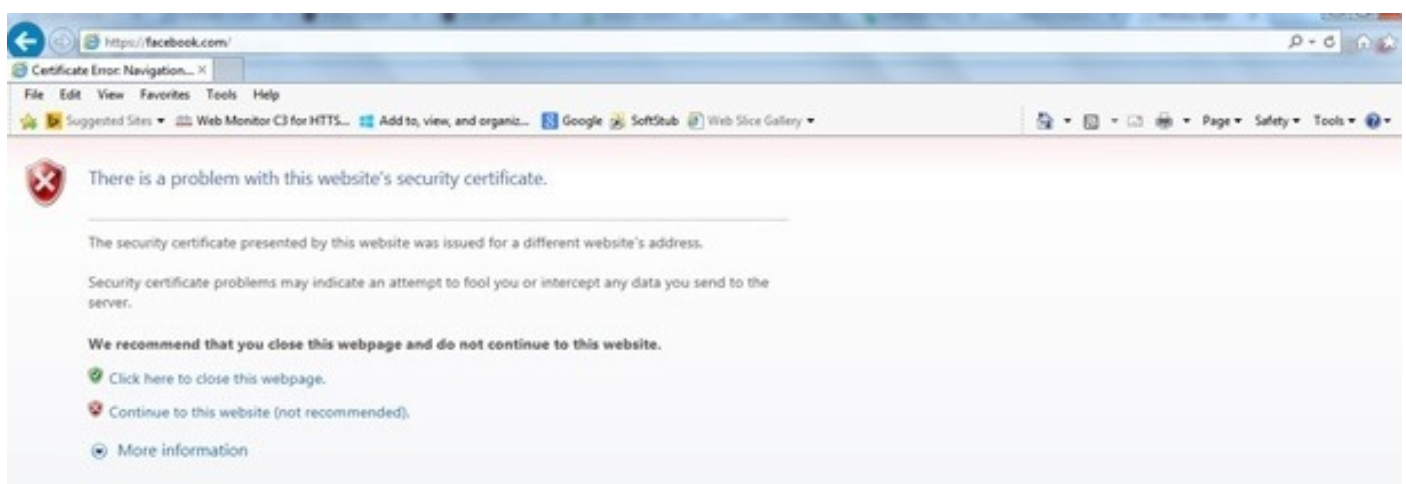 https://facebook.com/
Certificate Error: Navigation...
File Edit View Favorites Tools Help
Suggested Sites Web Monitor C3 for HTTS... Add to, view, and organiz... Google SoftStub Web Slice Gallery Page Safety Tools
There is a problem with this website's security certificate.
The security certificate presented by this website was issued for a different website's address.
Security certificate problems may indicate an attempt to fool you or intercept any data you send to the
server.
We recommend that you close this webpage and do not continue to this website.
Click here to close this webpage.
Continue to this website (not recommended).
More information